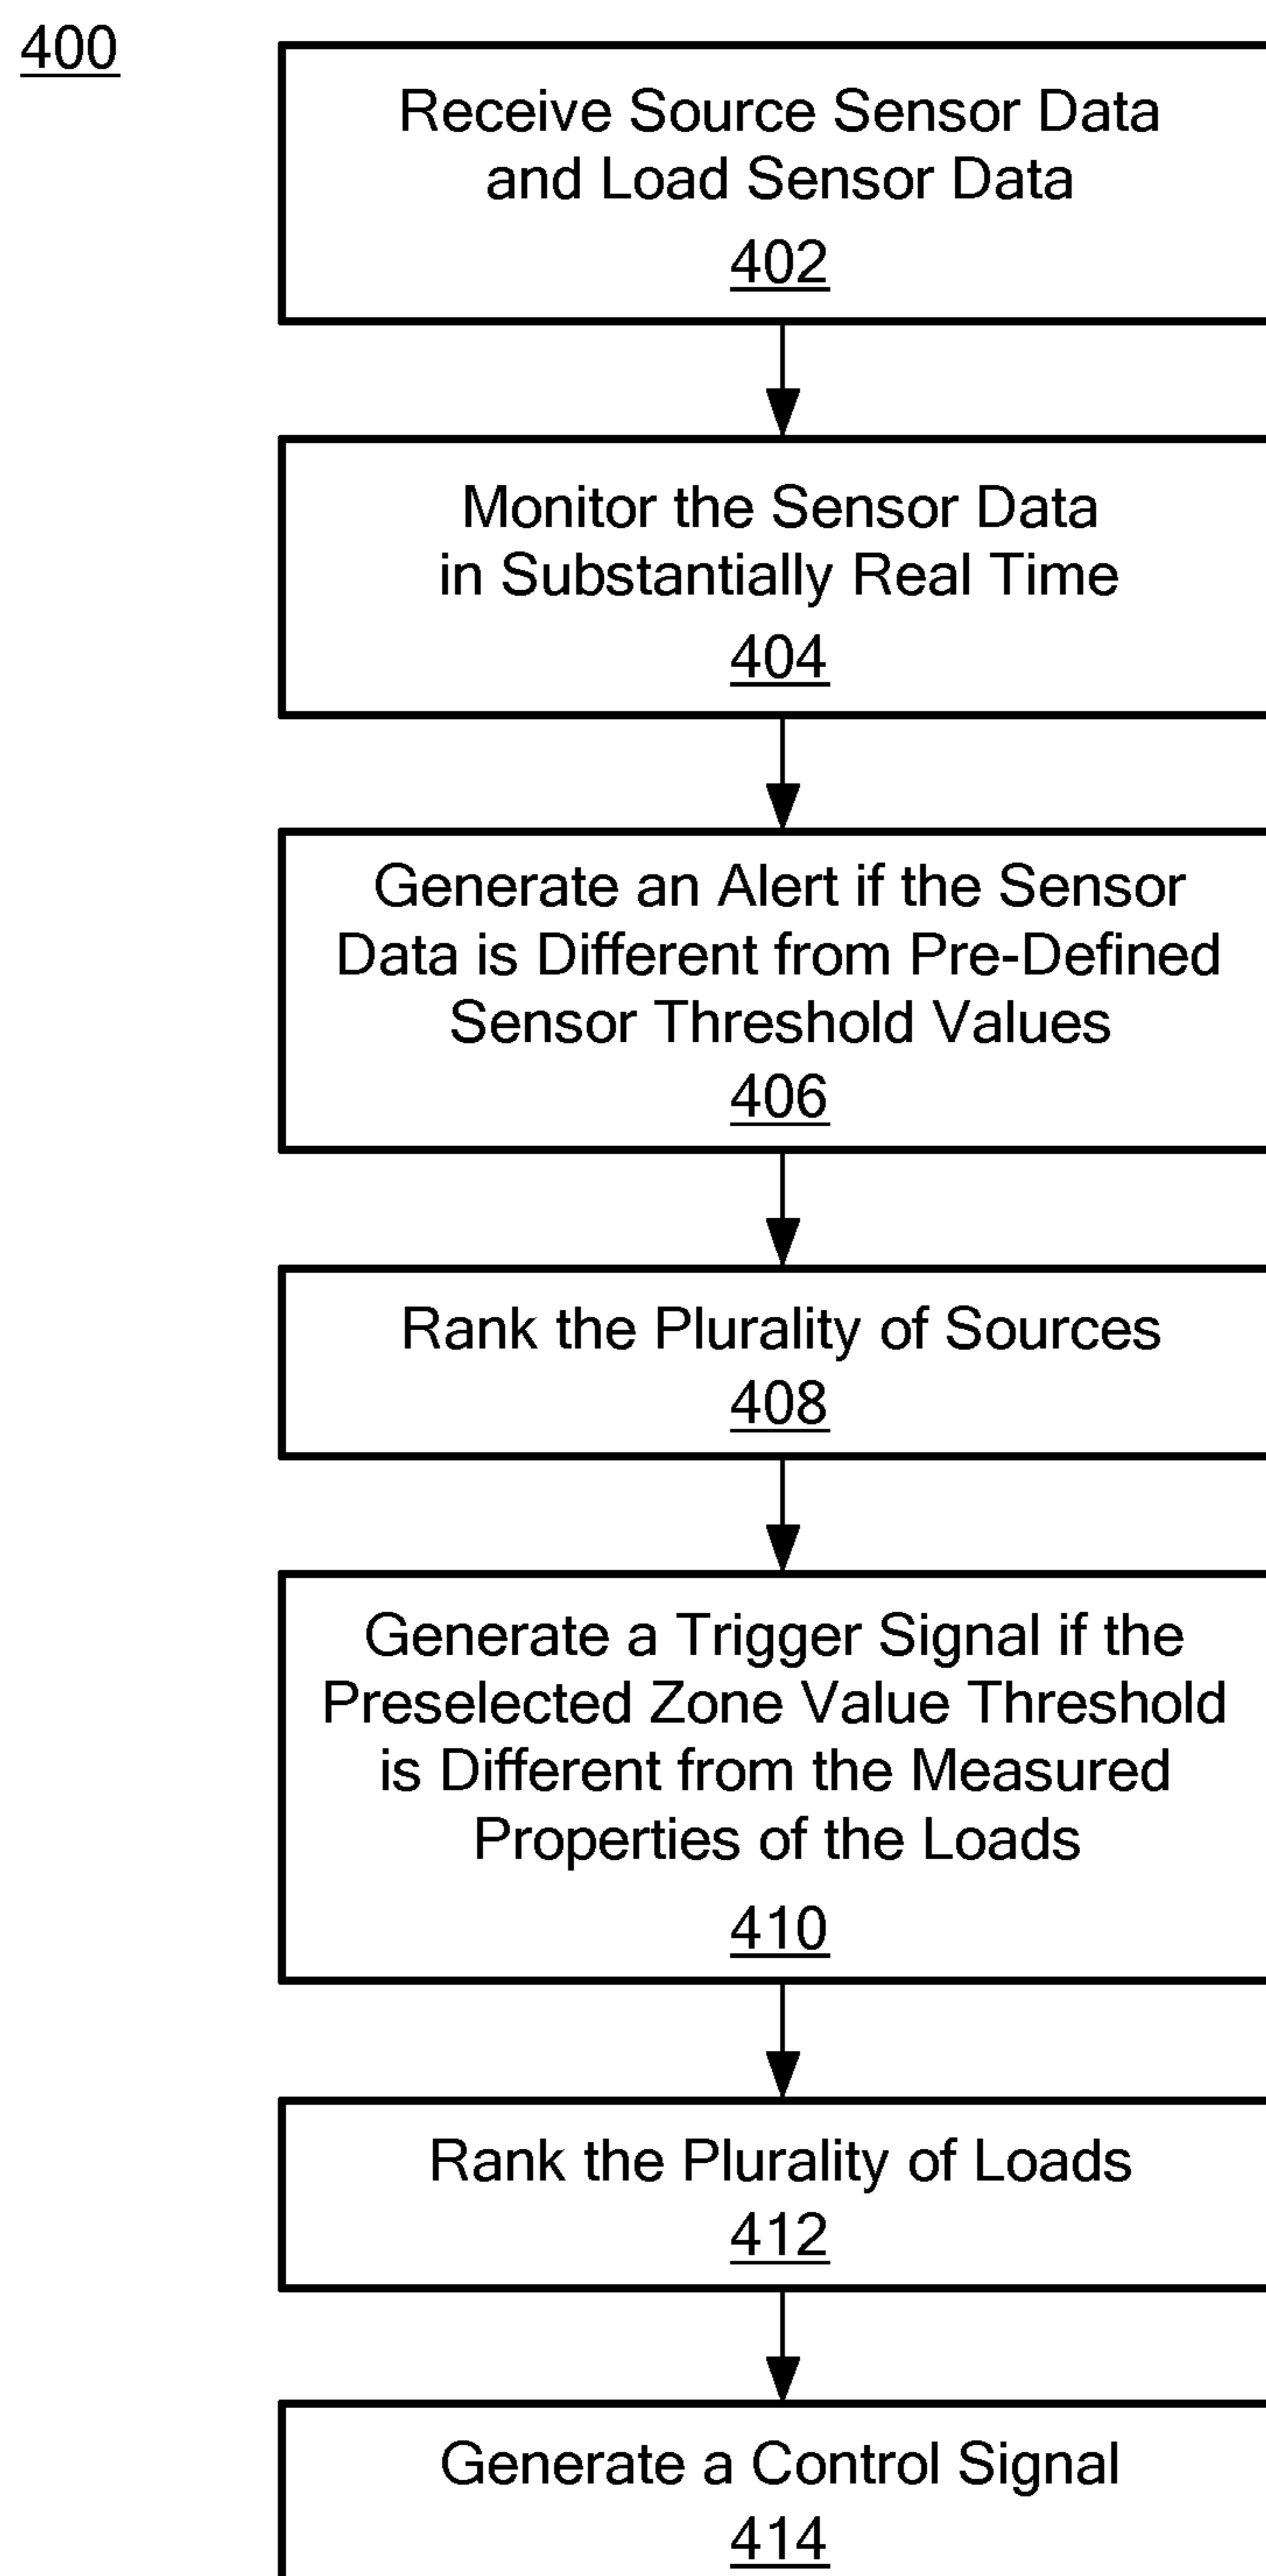 400
Receive Source Sensor Data
and Load Sensor Data
402
Monitor the Sensor Data
in Substantially Real Time
404
Generate an Alert if the Sensor
Data is Different from Pre-Defined
Sensor Threshold Values
406
Rank the Plurality of Sources
408
Generate a Trigger Signal if the
Preselected Zone Value Threshold
is Different from the Measured
Properties of the Loads
410
Rank the Plurality of Loads
412
Generate a Control Signal
414